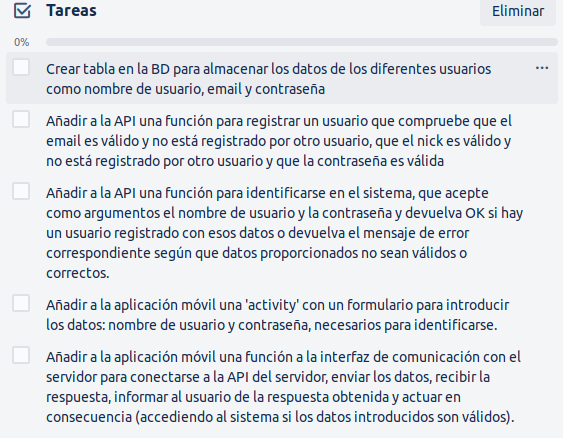 Tareas
Eliminar
0%
Crear tabla en la BD para almacenar los datos de los diferentes usuarios
como nombre de usuario, email y contraseña
Añadir a la API una función para registrar un usuario que compruebe que el
email es válido y no está registrado por otro usuario, que el nick es válido y
no está registrado por otro usuario y que la contraseña es válida
Añadir a la API una función para identificarse en el sistema, que acepte
como argumentos el nombre de usuario y la contraseña y devuelva OK si hay
un usuario registrado con esos datos o devuelva el mensaje de error
correspondiente según que datos proporcionados no sean válidos o
correctos.
Añadir a la aplicación móvil una 'activity' con un formulario para introducir
los datos: nombre de usuario y contraseña, necesarios para identificarse.
Añadir a la aplicación móvil una función a la interfaz de comunicación con el
servidor para conectarse a la API del servidor, enviar los datos, recibir la
respuesta, informar al usuario de la respuesta obtenida y actuar en
consecuencia (accediendo al sistema si los datos introducidos son válidos).